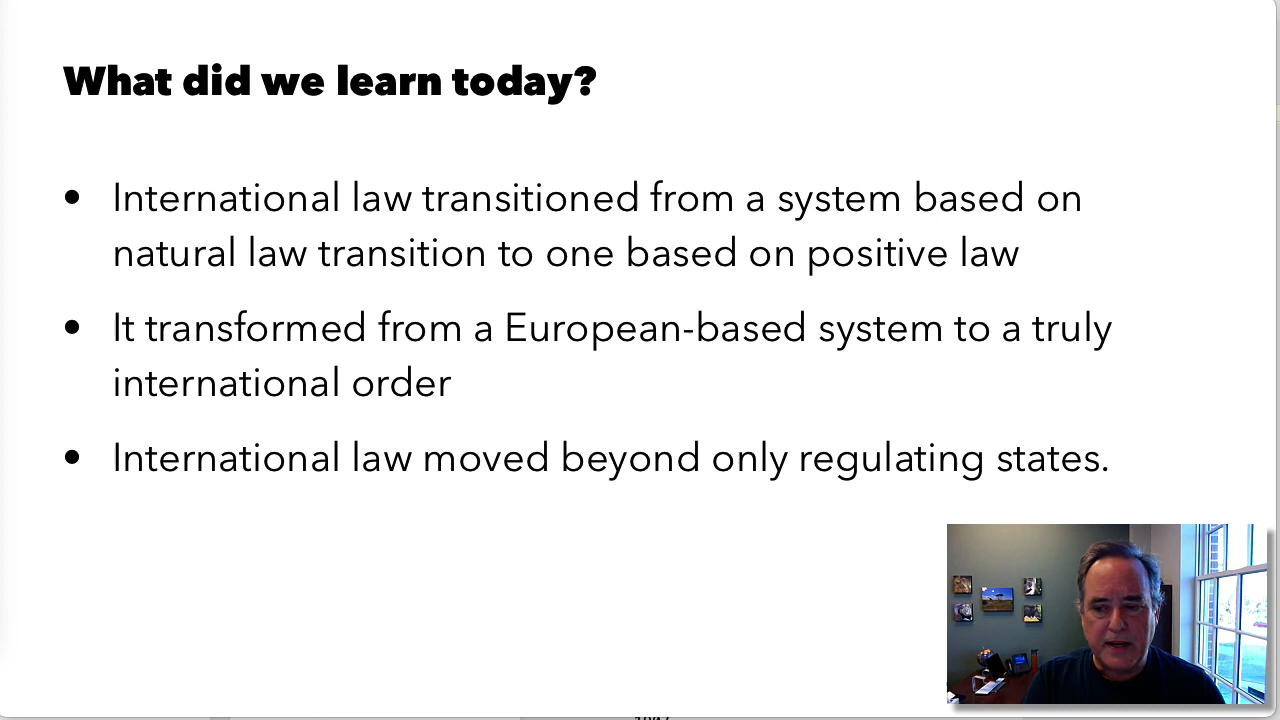 What did we learn today?
• International law transitioned from a system based on
natural law transition to one based on positive law
• It transformed from a European-based system to a truly
international order
• International law moved beyond only regulating states.